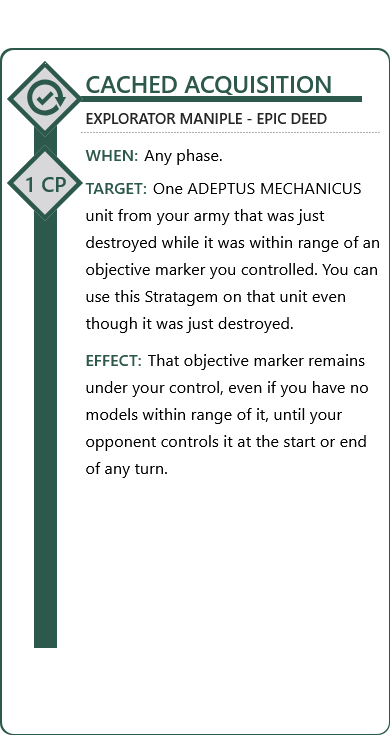 CACHED ACQUISITION
EXPLORATOR MANIPLE - EPIC DEED
WHEN: Any phase.
1 CP
TARGET: One ADEPTUS MECHANICUS
unit from your army that was just
destroyed while it was within range of an
objective marker you controlled. You can
use this Stratagem on that unit even
though it was just destroyed.
EFFECT: That objective marker remains
under your control, even if you have no
models within range of it, until your
opponent controls it at the start or end
of any turn.